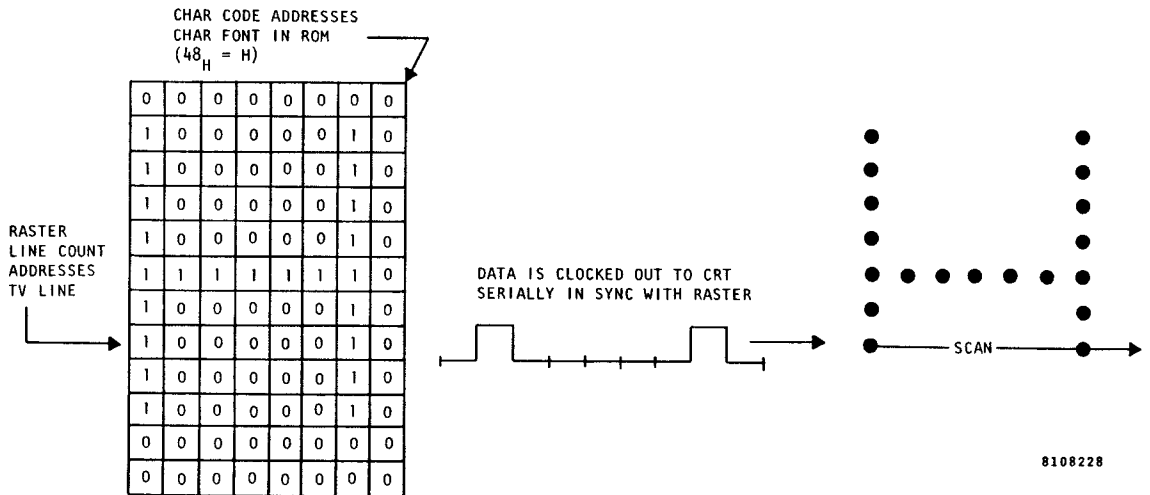 CHAR CODE ADDRESSES
CHAR FONT IN ROM
(48H = H)
0 0 0 0 0 0 0 0
1 0 0 0 0 0 1 0
1 0 0 0 0 0 1 0
1 0 0 0 0 0 1 0
1 0 0 0 0 0 1 0
1 1 1 1 1 1 1 0
1 0 0 0 0 0 1 0
1 0 0 0 0 0 1 0
1 0 0 0 0 0 1 0
1 0 0 0 0 0 1 0
0 0 0 0 0 0 0 0
0 0 0 0 0 0 0 0
RASTER
LINE COUNT
ADDRESSES
TV LINE
DATA IS CLOCKED OUT TO CRT
SERIALLY IN SYNC WITH RASTER
SCAN
8108228